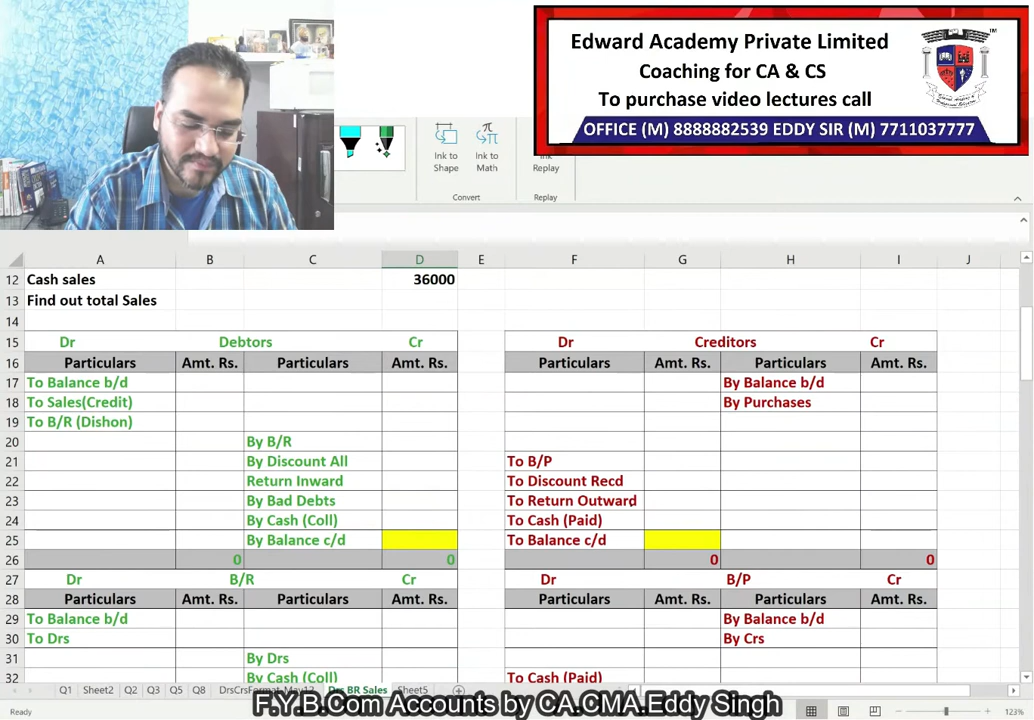 Edward Academy Private Limited
Coaching for CA & CS
To purchase video lectures call
OFFICE (M) 8888882539 EDDY SIR (M) 7711037777
Ink to Shape
Ink to Math
Ink Replay
Convert
Replay
A B C D E F G H I J
12 Cash sales 36000
13 Find out total Sales
14
15 Dr Debtors Cr Dr Creditors Cr
16 Particulars Amt. Rs. Particulars Amt. Rs. Particulars Amt. Rs. Particulars Amt. Rs.
17 To Balance b/d By Balance b/d
18 To Sales(Credit) By Purchases
19 To B/R (Dishon)
20 By B/R
21 By Discount All To B/P
22 Return Inward To Discount Recd
23 By Bad Debts To Return Outward
24 By Cash (Coll) To Cash (Paid)
25 By Balance c/d To Balance c/d
26 0 0 0 0
27 Dr B/R Cr Dr B/P Cr
28 Particulars Amt. Rs. Particulars Amt. Rs. Particulars Amt. Rs. Particulars Amt. Rs.
29 To Balance b/d By Balance b/d
30 To Drs By Crs
31 By Drs
32 By Cash (Coll) To Cash (Paid)
Q1 Sheet2 Q2 Q3 Q5 Q8 DrsCrsFormat May12 Drs BR Sales Sheet5
F.Y.B.Com Accounts by CA.CMA.Eddy Singh
Ready 123%